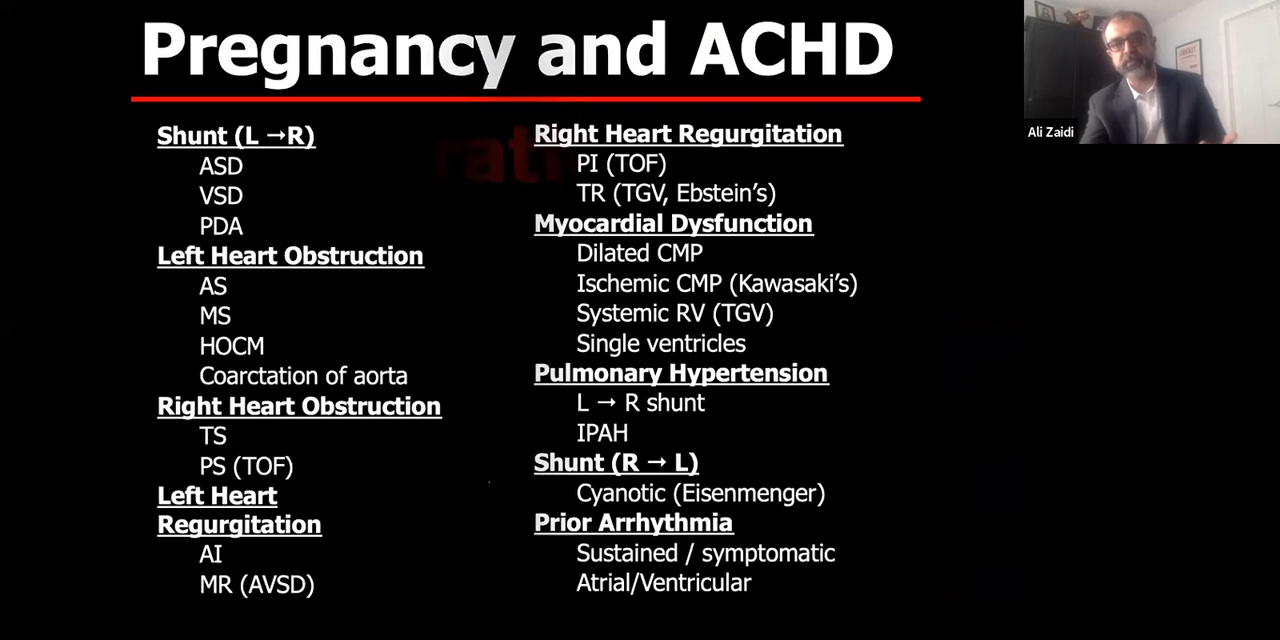 Pregnancy and ACHD
Shunt (L →R)
ASD
VSD
PDA
Left Heart Obstruction
AS
MS
HOCM
Coarctation of aorta
Right Heart Obstruction
TS
PS (TOF)
Left Heart
Regurgitation
AI
MR (AVSD)
Right Heart Regurgitation
PI (TOF)
TR (TGV, Ebstein’s)
Myocardial Dysfunction
Dilated CMP
Ischemic CMP (Kawasaki’s)
Systemic RV (TGV)
Single ventricles
Pulmonary Hypertension
L → R shunt
IPAH
Shunt (R → L)
Cyanotic (Eisenmenger)
Prior Arrhythmia
Sustained / symptomatic
Atrial/Ventricular
Ali Zaidi